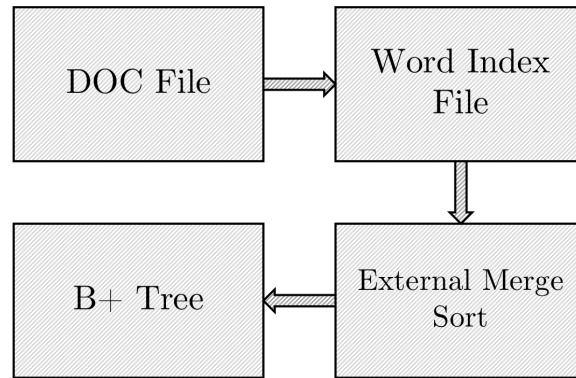 DOC File
Word Index
File
External Merge
Sort
B+ Tree